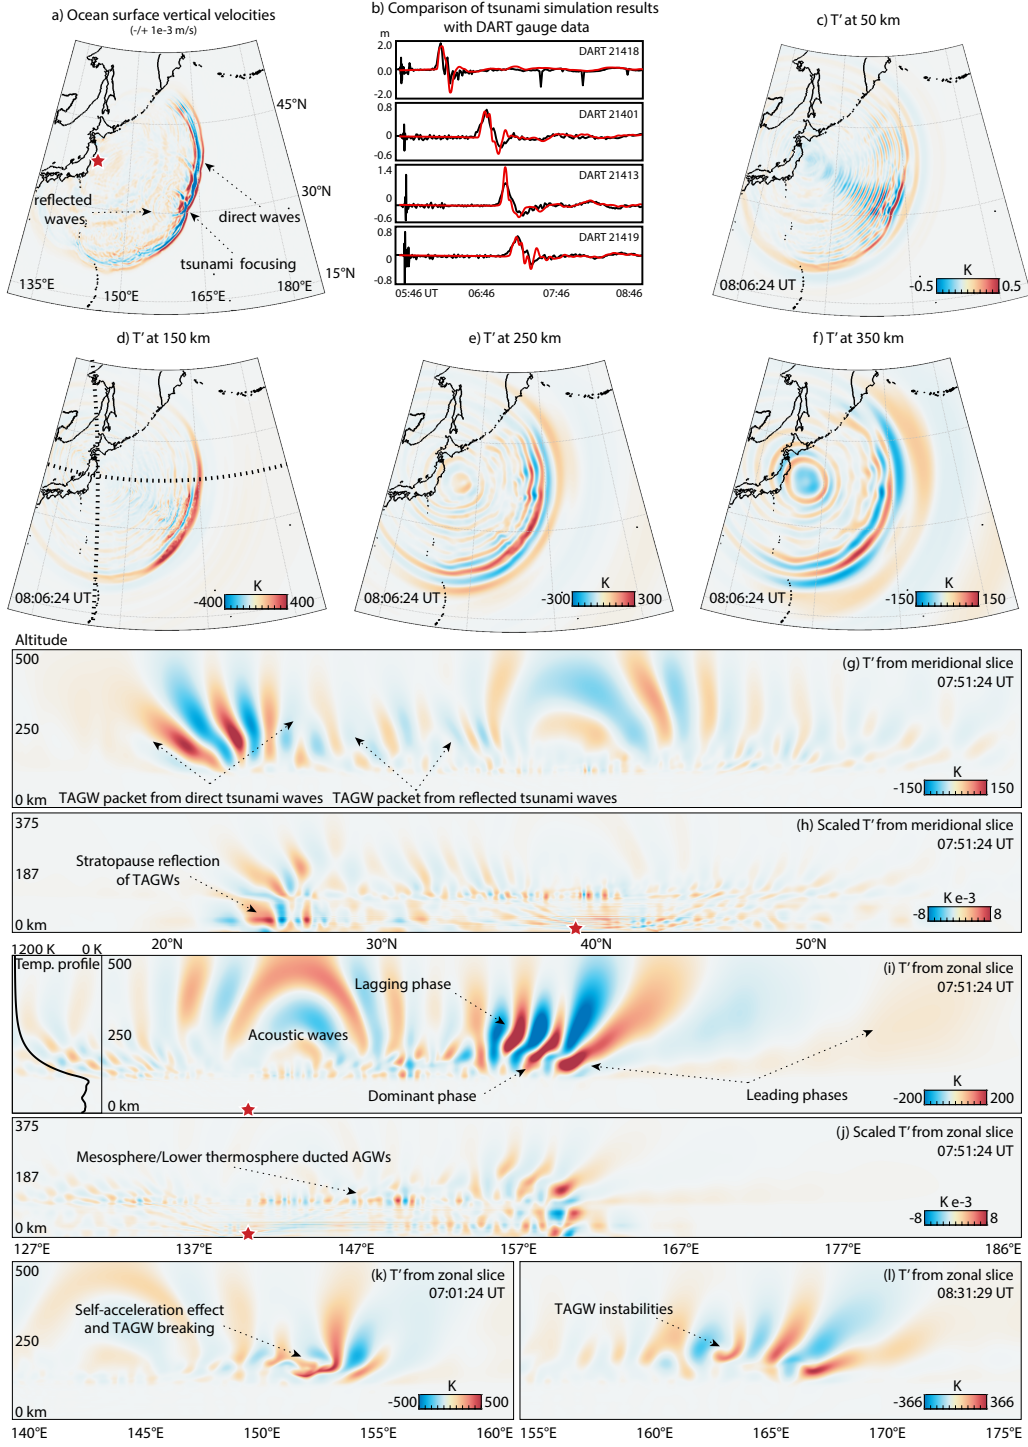 a) Ocean surface vertical velocities
(-/+ 1e-3 m/s)
45°N
30°N
15°N
reflected
waves
direct waves
tsunami focusing
135°E
150°E
165°E
180°E
b) Comparison of tsunami simulation results
with DART gauge data
m
2.0
0.0
-2.0
DART 21418
0.8
0
-0.6
DART 21401
1.4
0
-0.6
DART 21413
0.8
0
-0.8
DART 21419
05:46 UT
06:46
07:46
08:46
c) T' at 50 km
08:06:24 UT
K
-0.5
0.5
d) T' at 150 km
08:06:24 UT
K
-400
400
e) T' at 250 km
08:06:24 UT
K
-300
300
f) T' at 350 km
08:06:24 UT
K
-150
150
Altitude
500
250
0 km
(g) T' from meridional slice
07:51:24 UT
TAGW packet from direct tsunami waves
TAGW packet from reflected tsunami waves
K
-150
150
375
187
0 km
(h) Scaled T' from meridional slice
07:51:24 UT
Stratopause reflection
of TAGWs
K e-3
-8
8
20°N
30°N
40°N
50°N
1200 K
0 K
Temp. profile
500
250
0 km
(i) T' from zonal slice
07:51:24 UT
Lagging phase
Acoustic waves
Dominant phase
Leading phases
K
-200
200
375
187
0 km
(j) Scaled T' from zonal slice
07:51:24 UT
Mesosphere/Lower thermosphere ducted AGWs
K e-3
-8
8
127°E
137°E
147°E
157°E
167°E
177°E
186°E
500
250
0 km
(k) T' from zonal slice
07:01:24 UT
Self-acceleration effect
and TAGW breaking
K
-500
500
140°E
145°E
150°E
155°E
160°E
(l) T' from zonal slice
08:31:29 UT
TAGW instabilities
K
-366
366
155°E
160°E
165°E
170°E
175°E